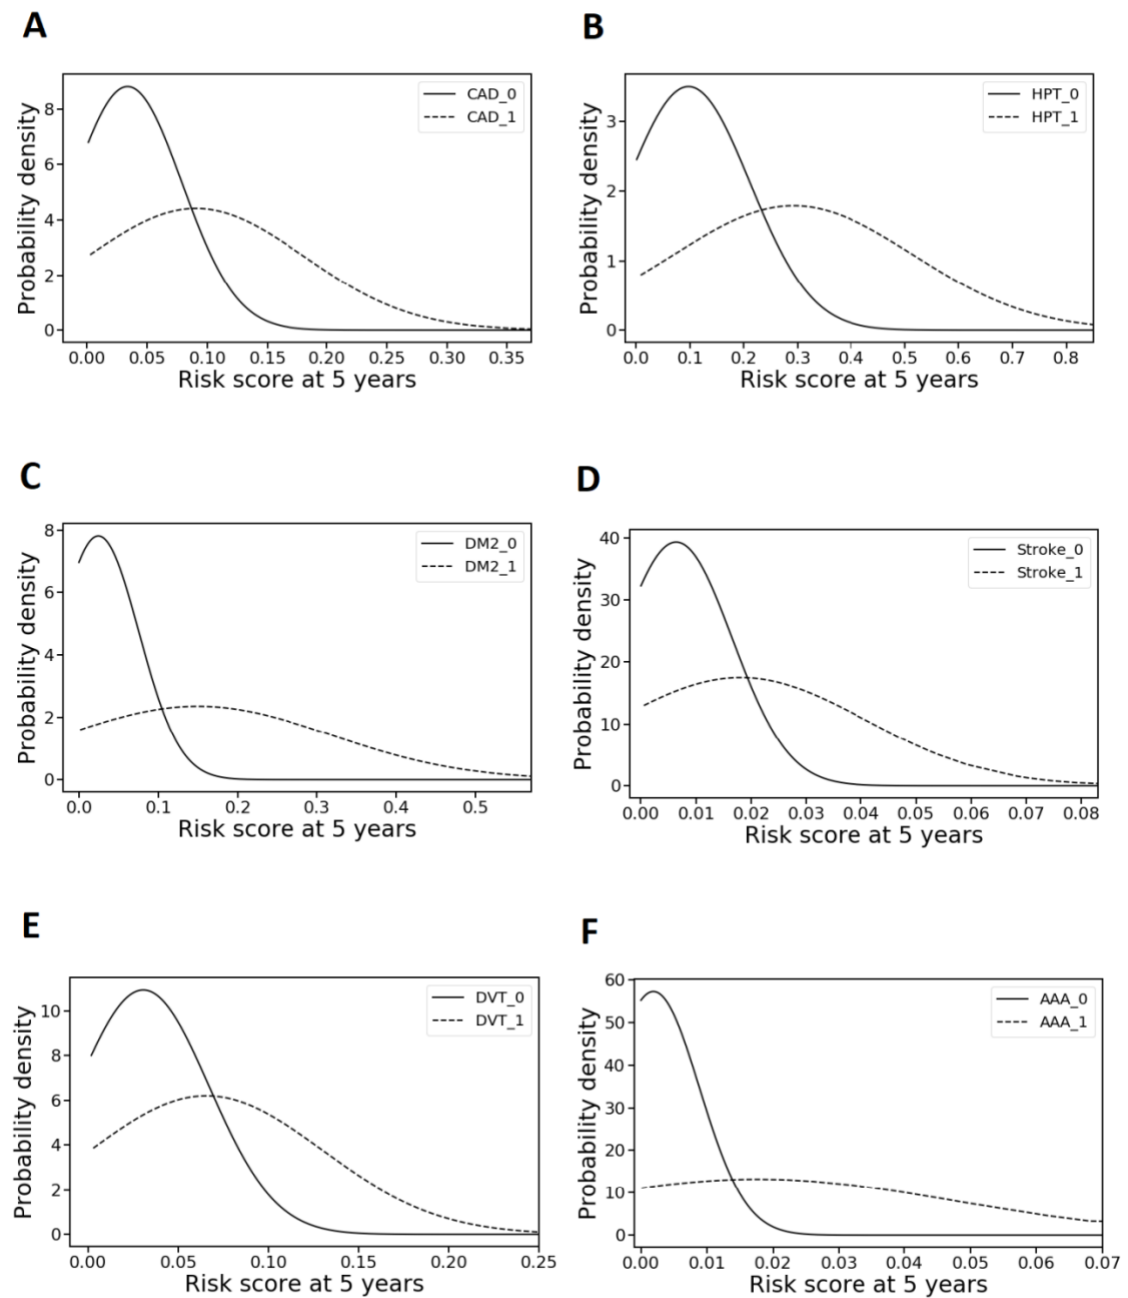 A
B
CAD_0
CAD_1
8
6
4
2
0
Probability density
0.00 0.05 0.10 0.15 0.20 0.25 0.30 0.35
Risk score at 5 years
HPT_0
HPT_1
3
2
1
0
Probability density
0.0 0.1 0.2 0.3 0.4 0.5 0.6 0.7 0.8
Risk score at 5 years
C
D
DM2_0
DM2_1
8
6
4
2
0
Probability density
0.0 0.1 0.2 0.3 0.4 0.5
Risk score at 5 years
Stroke_0
Stroke_1
40
30
20
10
0
Probability density
0.00 0.01 0.02 0.03 0.04 0.05 0.06 0.07 0.08
Risk score at 5 years
E
F
DVT_0
DVT_1
10
8
6
4
2
0
Probability density
0.00 0.05 0.10 0.15 0.20 0.25
Risk score at 5 years
AAA_0
AAA_1
60
50
40
30
20
10
0
Probability density
0.00 0.01 0.02 0.03 0.04 0.05 0.06 0.07
Risk score at 5 years